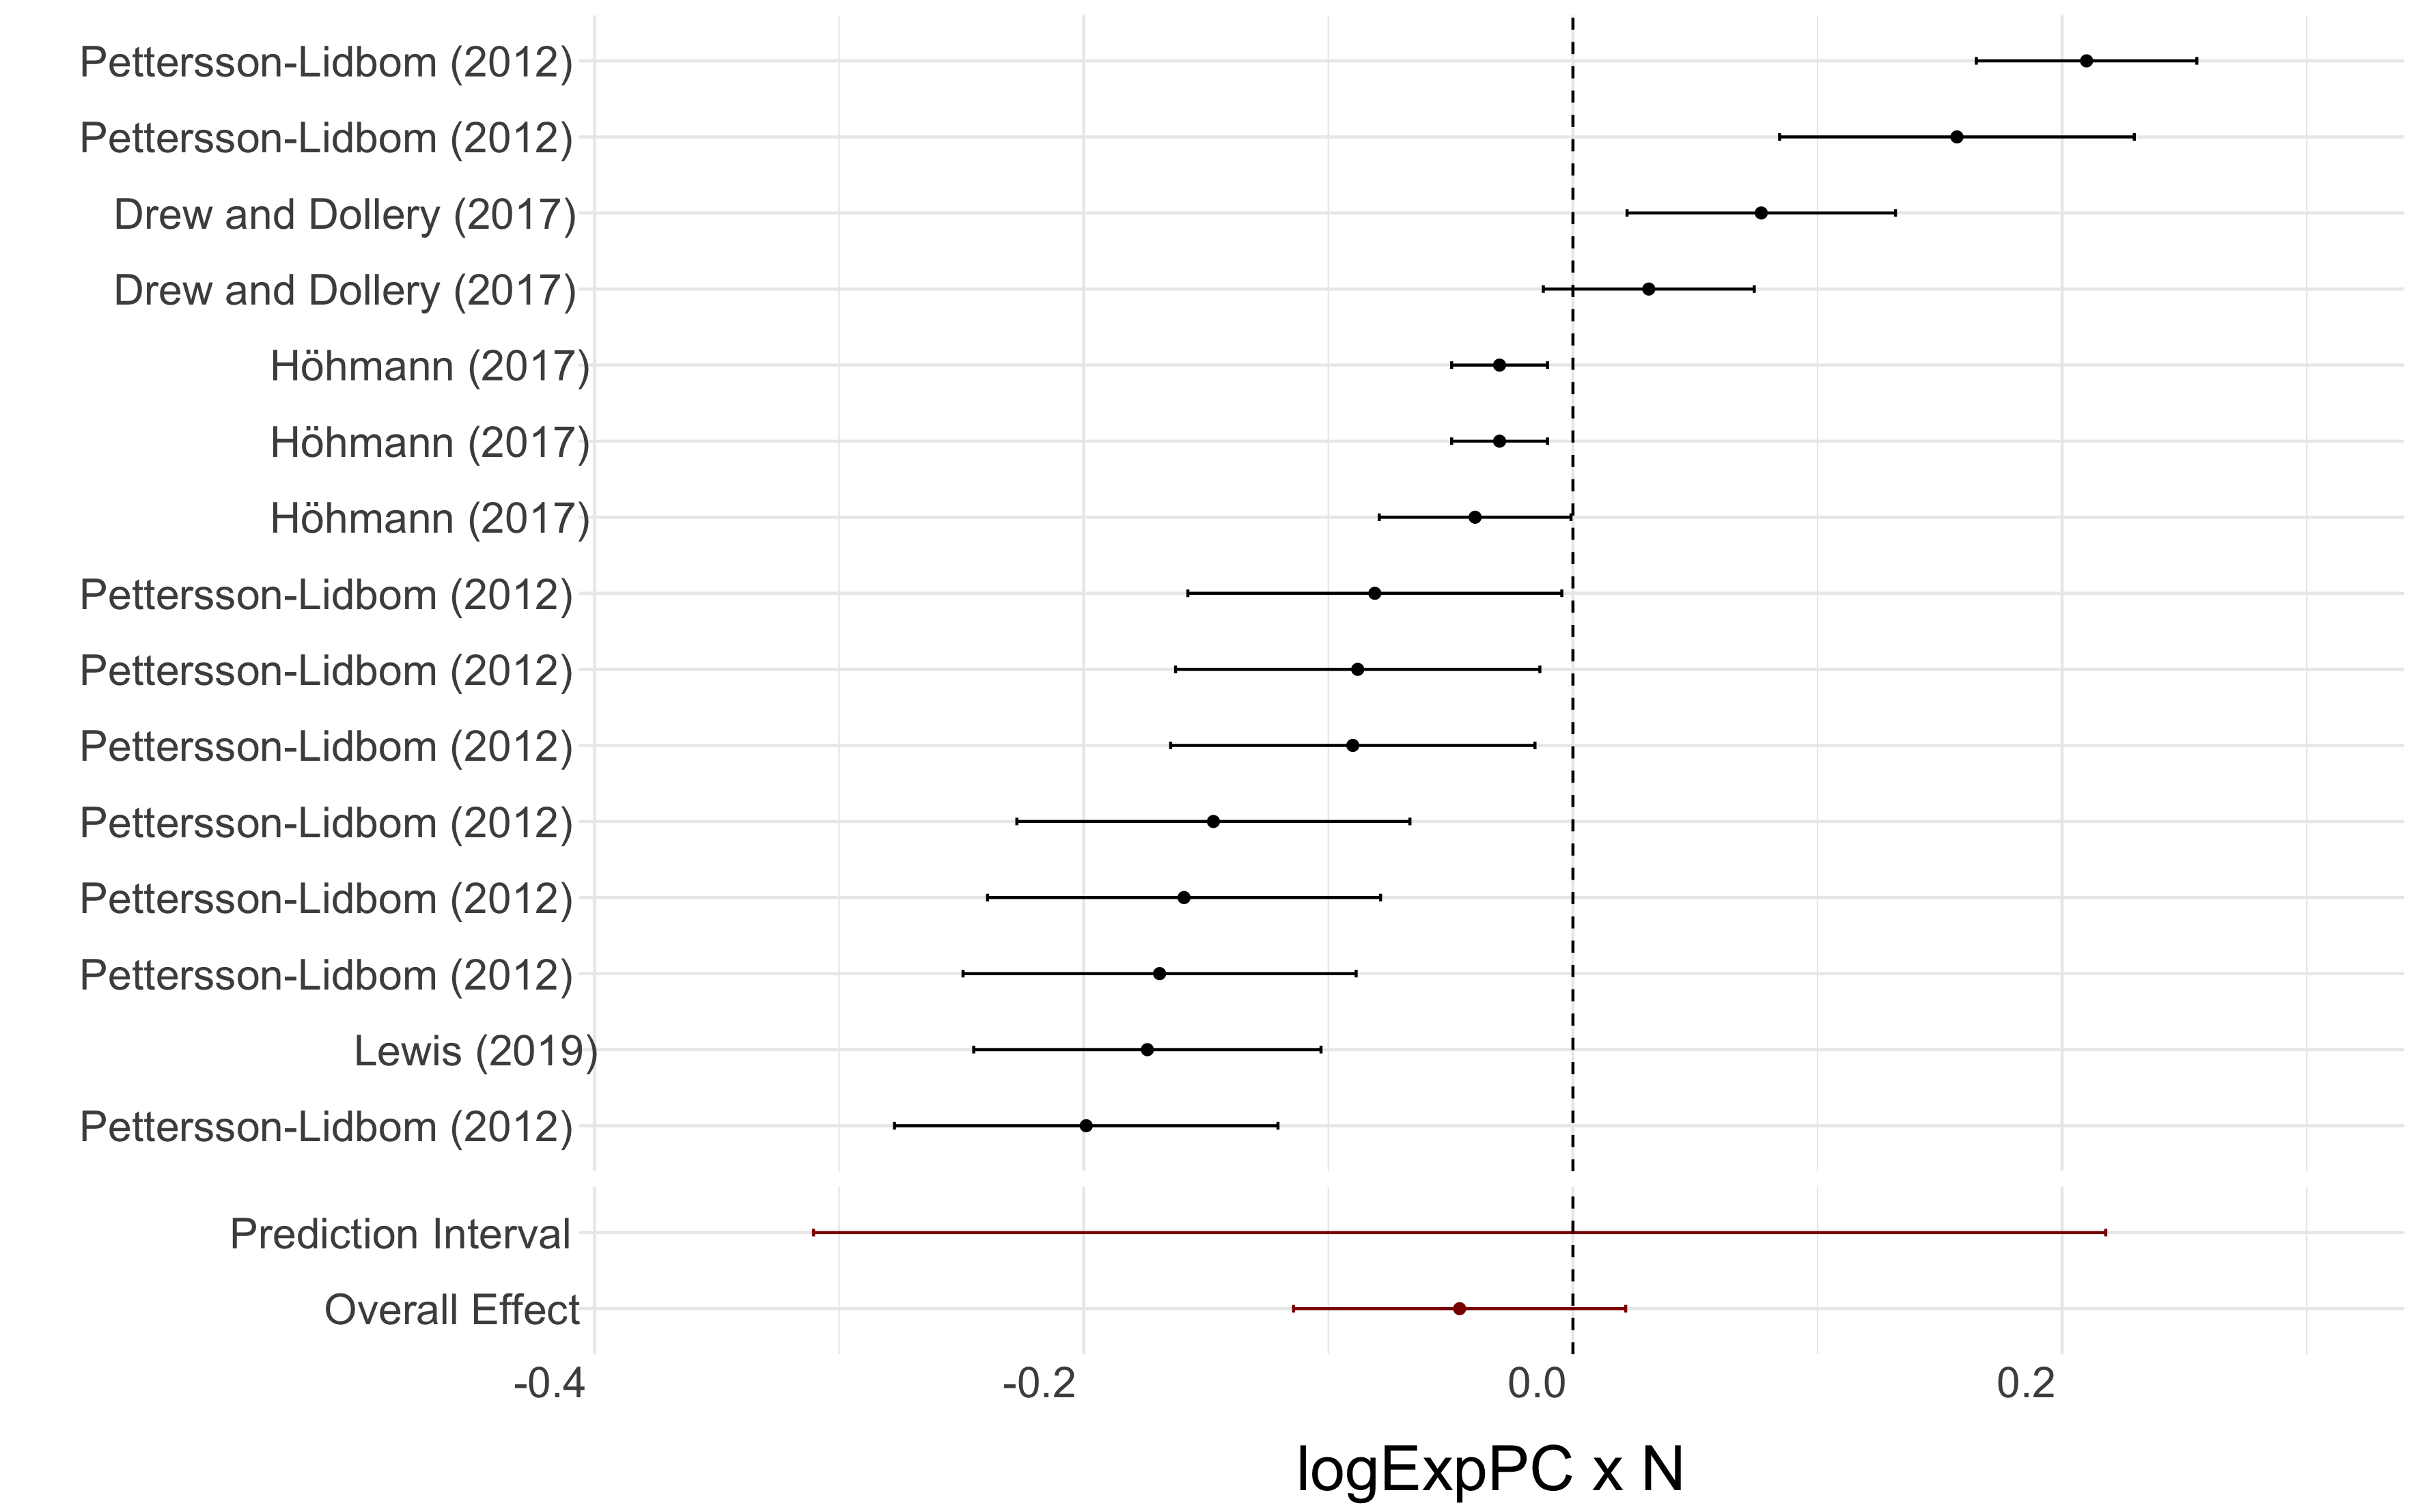 Pettersson-Lidbom (2012)
Pettersson-Lidbom (2012)
Drew and Dollery (2017)
Drew and Dollery (2017)
Höhmann (2017)
Höhmann (2017)
Höhmann (2017)
Pettersson-Lidbom (2012)
Pettersson-Lidbom (2012)
Pettersson-Lidbom (2012)
Pettersson-Lidbom (2012)
Pettersson-Lidbom (2012)
Pettersson-Lidbom (2012)
Lewis (2019)
Pettersson-Lidbom (2012)
Prediction Interval
Overall Effect
-0.4 -0.2 0.0 0.2
logExpPC x N